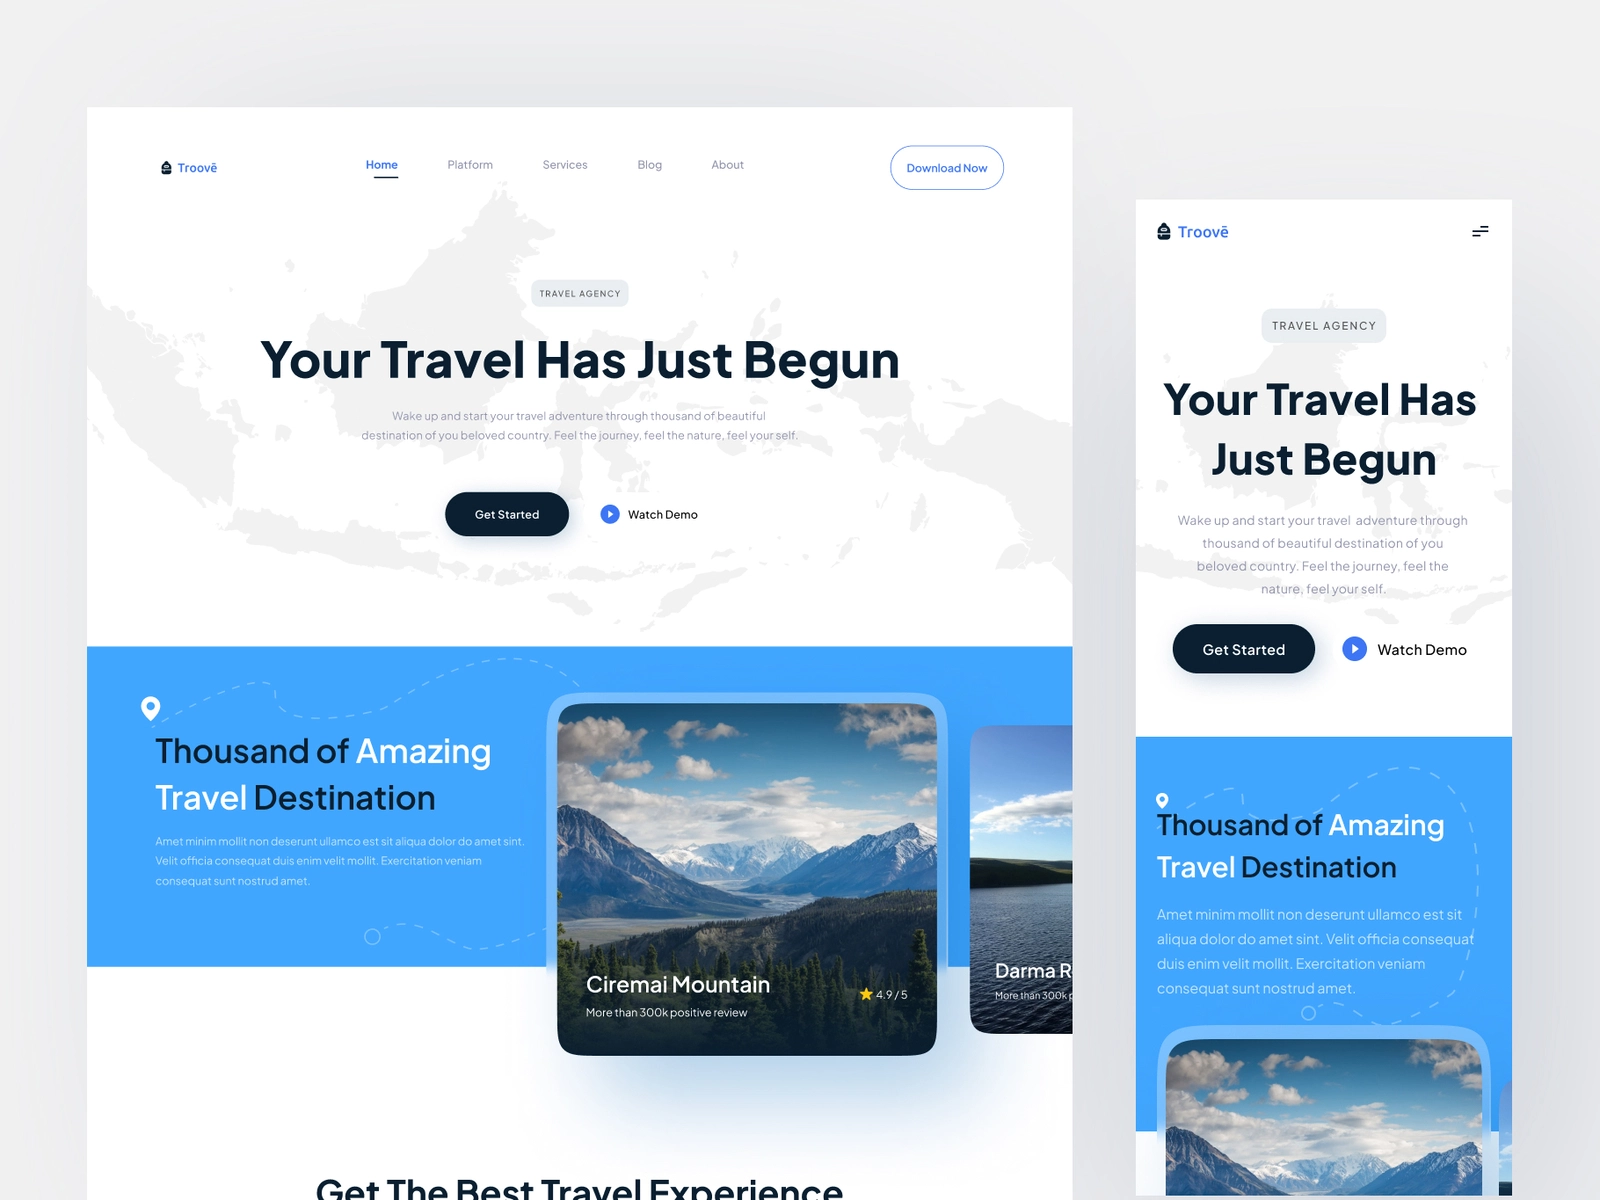 Troovē
Home
Platform
Services
Blog
About
Download Now
TRAVEL AGENCY
Your Travel Has Just Begun
Wake up and start your travel adventure through thousand of beautiful
destination of you beloved country. Feel the journey, feel the nature, feel your self.
Get Started
Watch Demo
Thousand of Amazing
Travel Destination
Amet minim mollit non deserunt ullamco est sit aliqua dolor do amet sint.
Velit officia consequat duis enim velit mollit. Exercitation veniam
consequat sunt nostrud amet.
Ciremai Mountain
More than 300k positive review
4.9 / 5
Darma R
More than 300k p
Get The Best Travel Experience
Troovē
TRAVEL AGENCY
Your Travel Has
Just Begun
Wake up and start your travel adventure through
thousand of beautiful destination of you
beloved country. Feel the journey, feel the
nature, feel your self.
Get Started
Watch Demo
Thousand of Amazing
Travel Destination
Amet minim mollit non deserunt ullamco est sit
aliqua dolor do amet sint. Velit officia consequat
duis enim velit mollit. Exercitation veniam
consequat sunt nostrud amet.